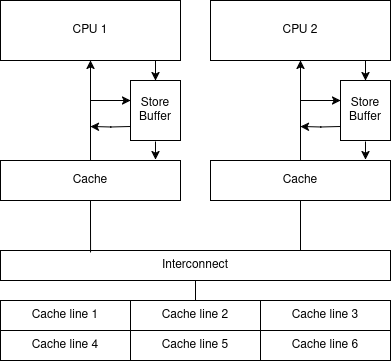 CPU 1
CPU 2
Store
Buffer
Store
Buffer
Cache
Cache
Interconnect
Cache line 1
Cache line 2
Cache line 3
Cache line 4
Cache line 5
Cache line 6